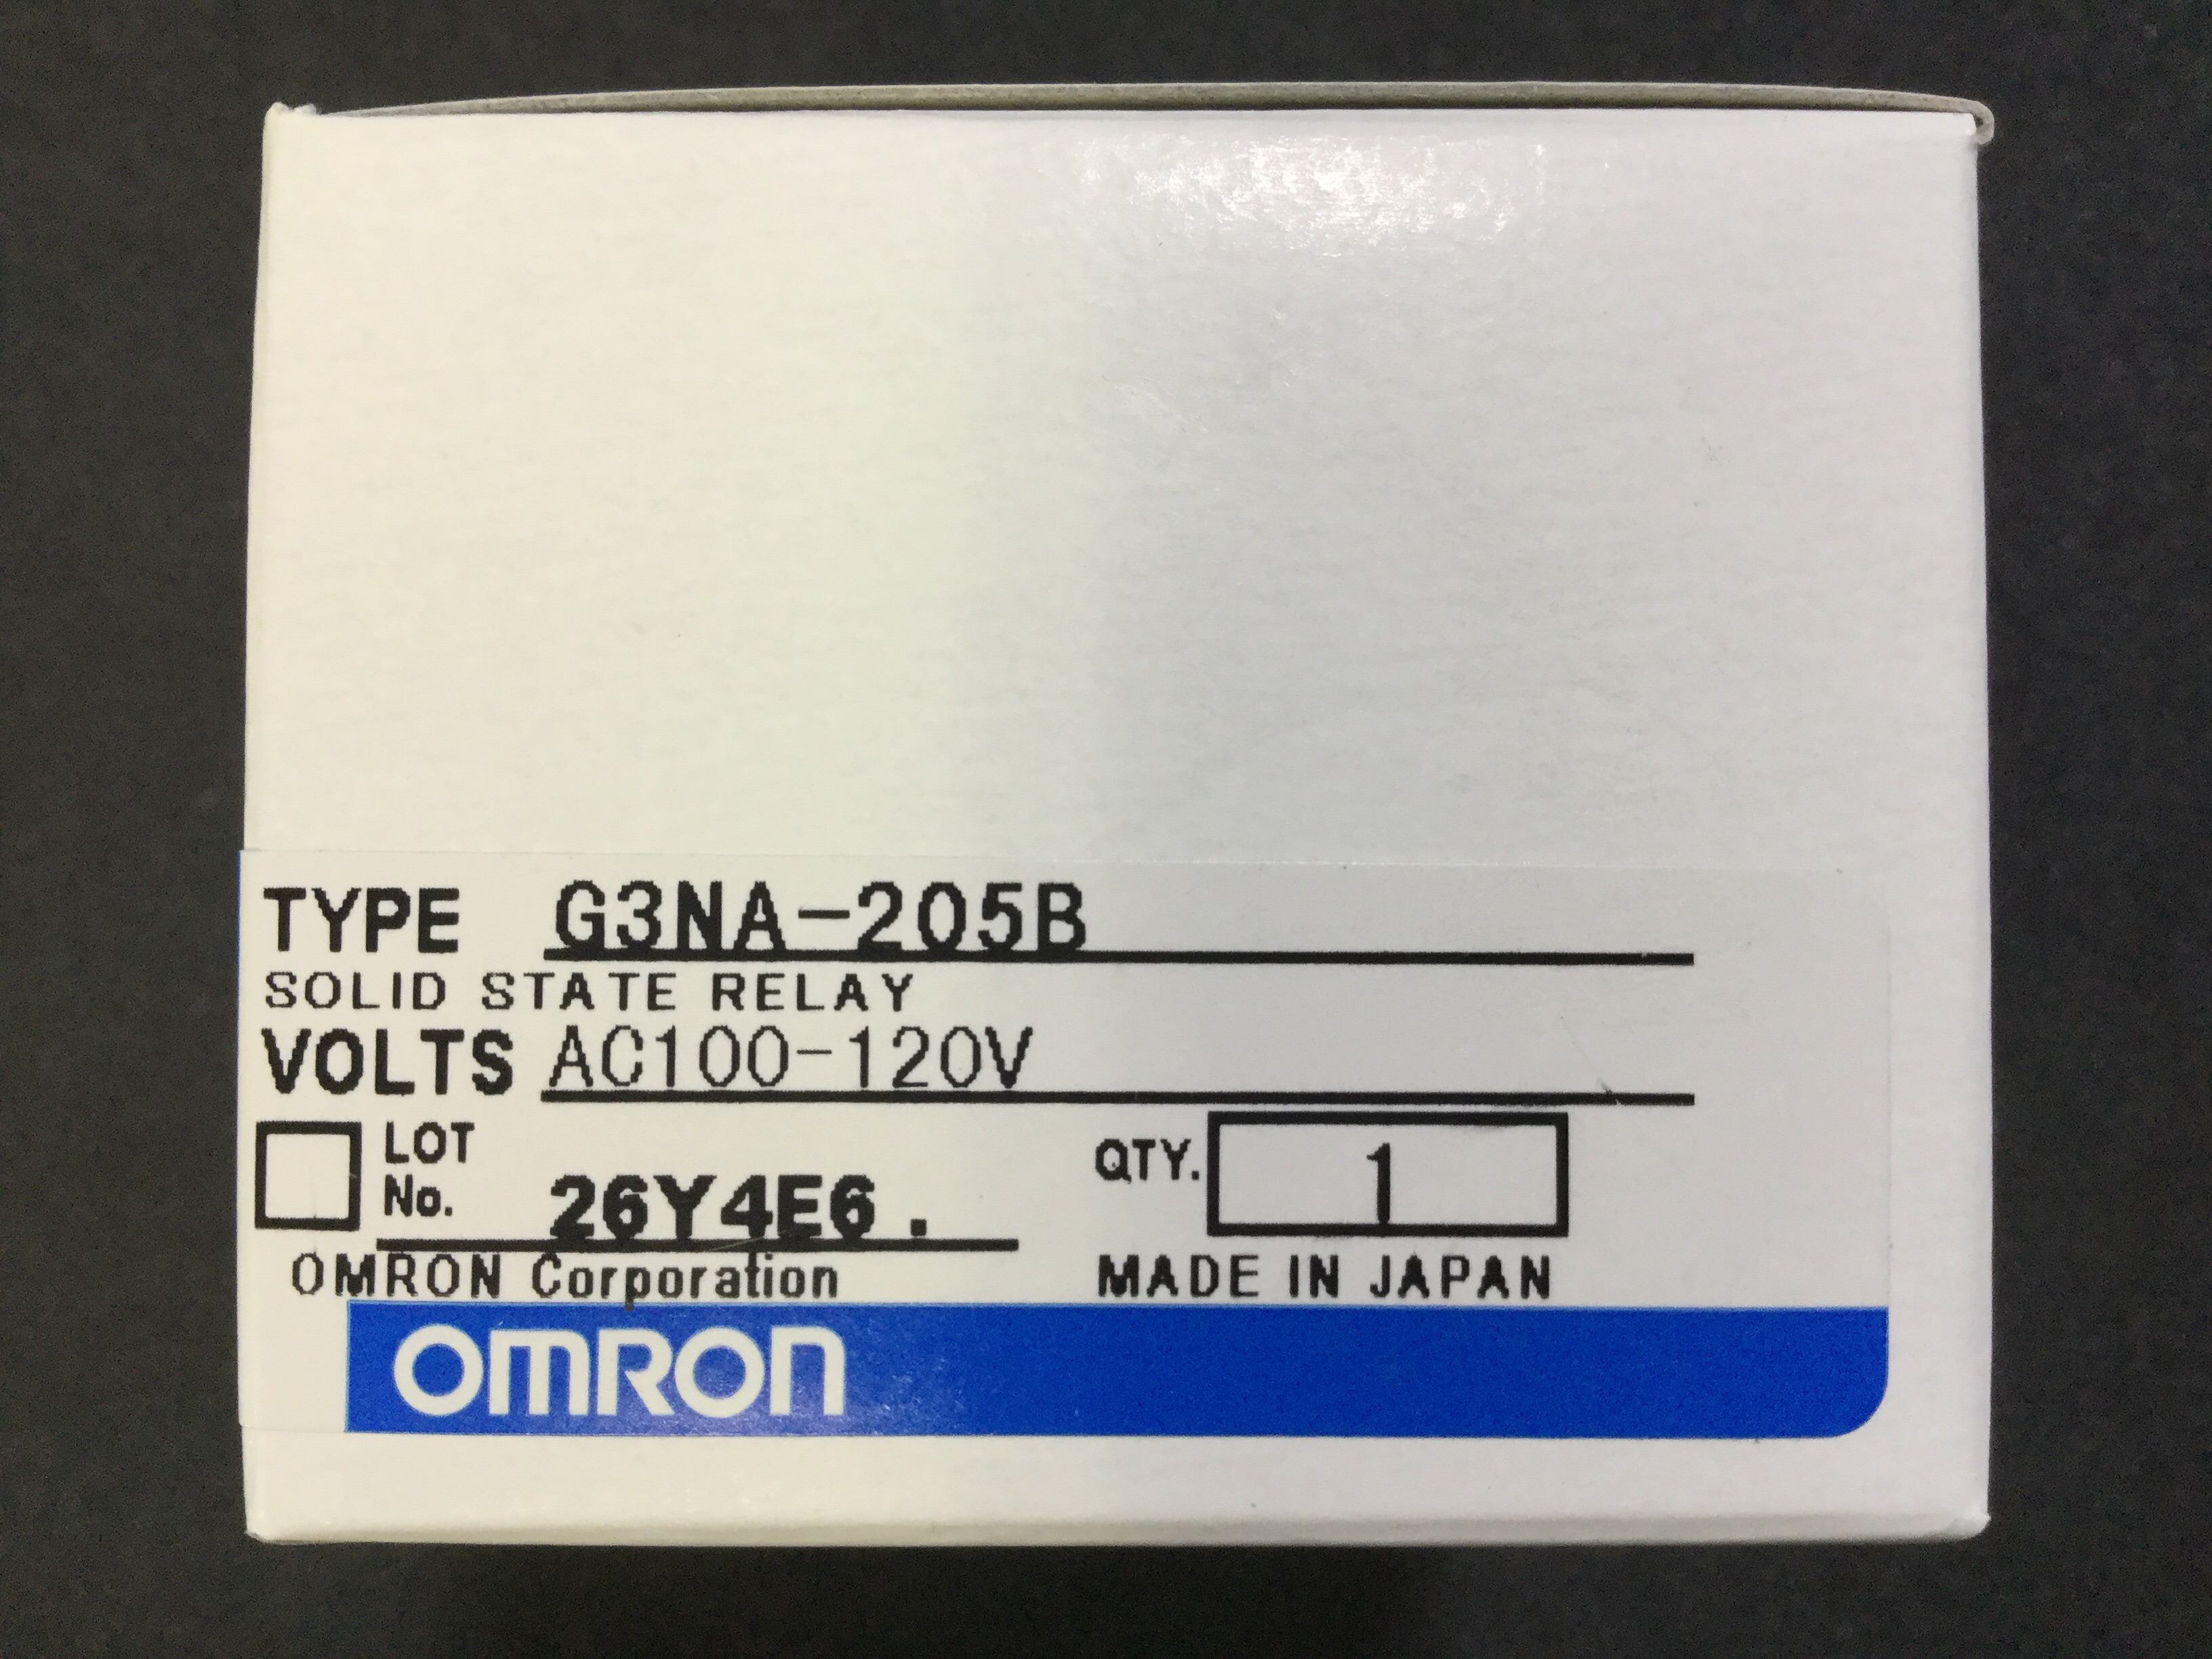 TYPE G3NA-205B
SOLID STATE RELAY
VOLTS AC100-120V
LOT No. 26Y4E6.
QTY. 1
OMRON Corporation MADE IN JAPAN
OMRON